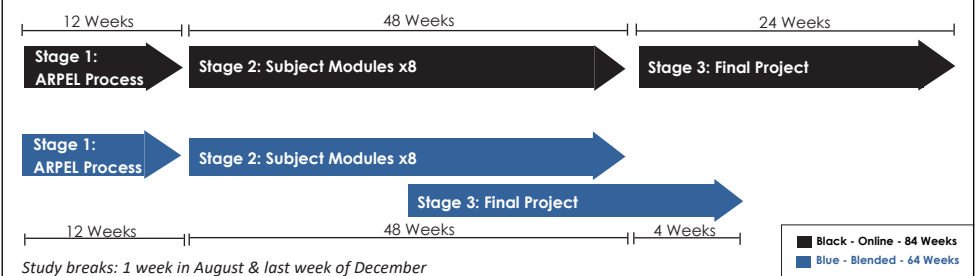 12 Weeks
48 Weeks
24 Weeks
Stage 1:
ARPEL Process
Stage 2: Subject Modules x8
Stage 3: Final Project
Stage 1:
ARPEL Process
Stage 2: Subject Modules x8
Stage 3: Final Project
12 Weeks
48 Weeks
4 Weeks
Black - Online - 84 Weeks
Blue - Blended - 64 Weeks
Study breaks: 1 week in August & last week of December